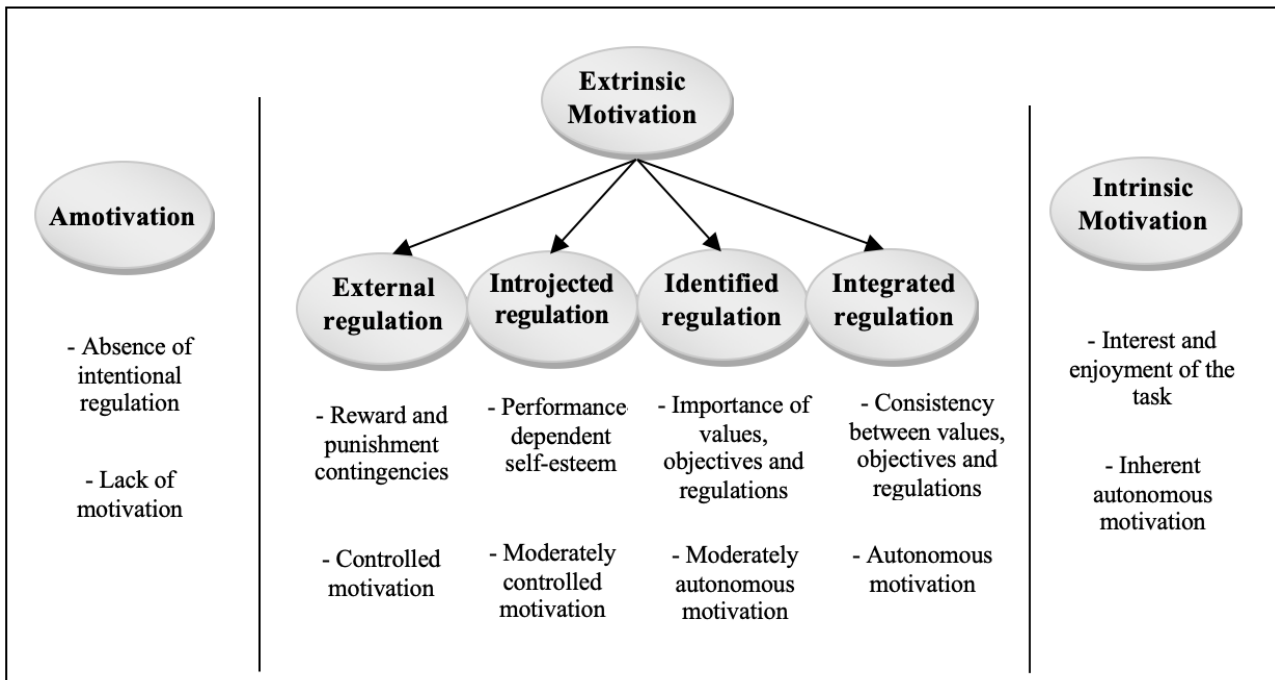 Extrinsic
Motivation
Amotivation
- Absence of
intentional
regulation
- Lack of
motivation
External
regulation
- Reward and
punishment
contingencies
- Controlled
motivation
Introjected
regulation
- Performance
dependent
self-esteem
- Moderately
controlled
motivation
Identified
regulation
- Importance of
values,
objectives and
regulations
- Moderately
autonomous
motivation
Integrated
regulation
- Consistency
between values,
objectives and
regulations
- Autonomous
motivation
Intrinsic
Motivation
- Interest and
enjoyment of the
task
- Inherent
autonomous
motivation